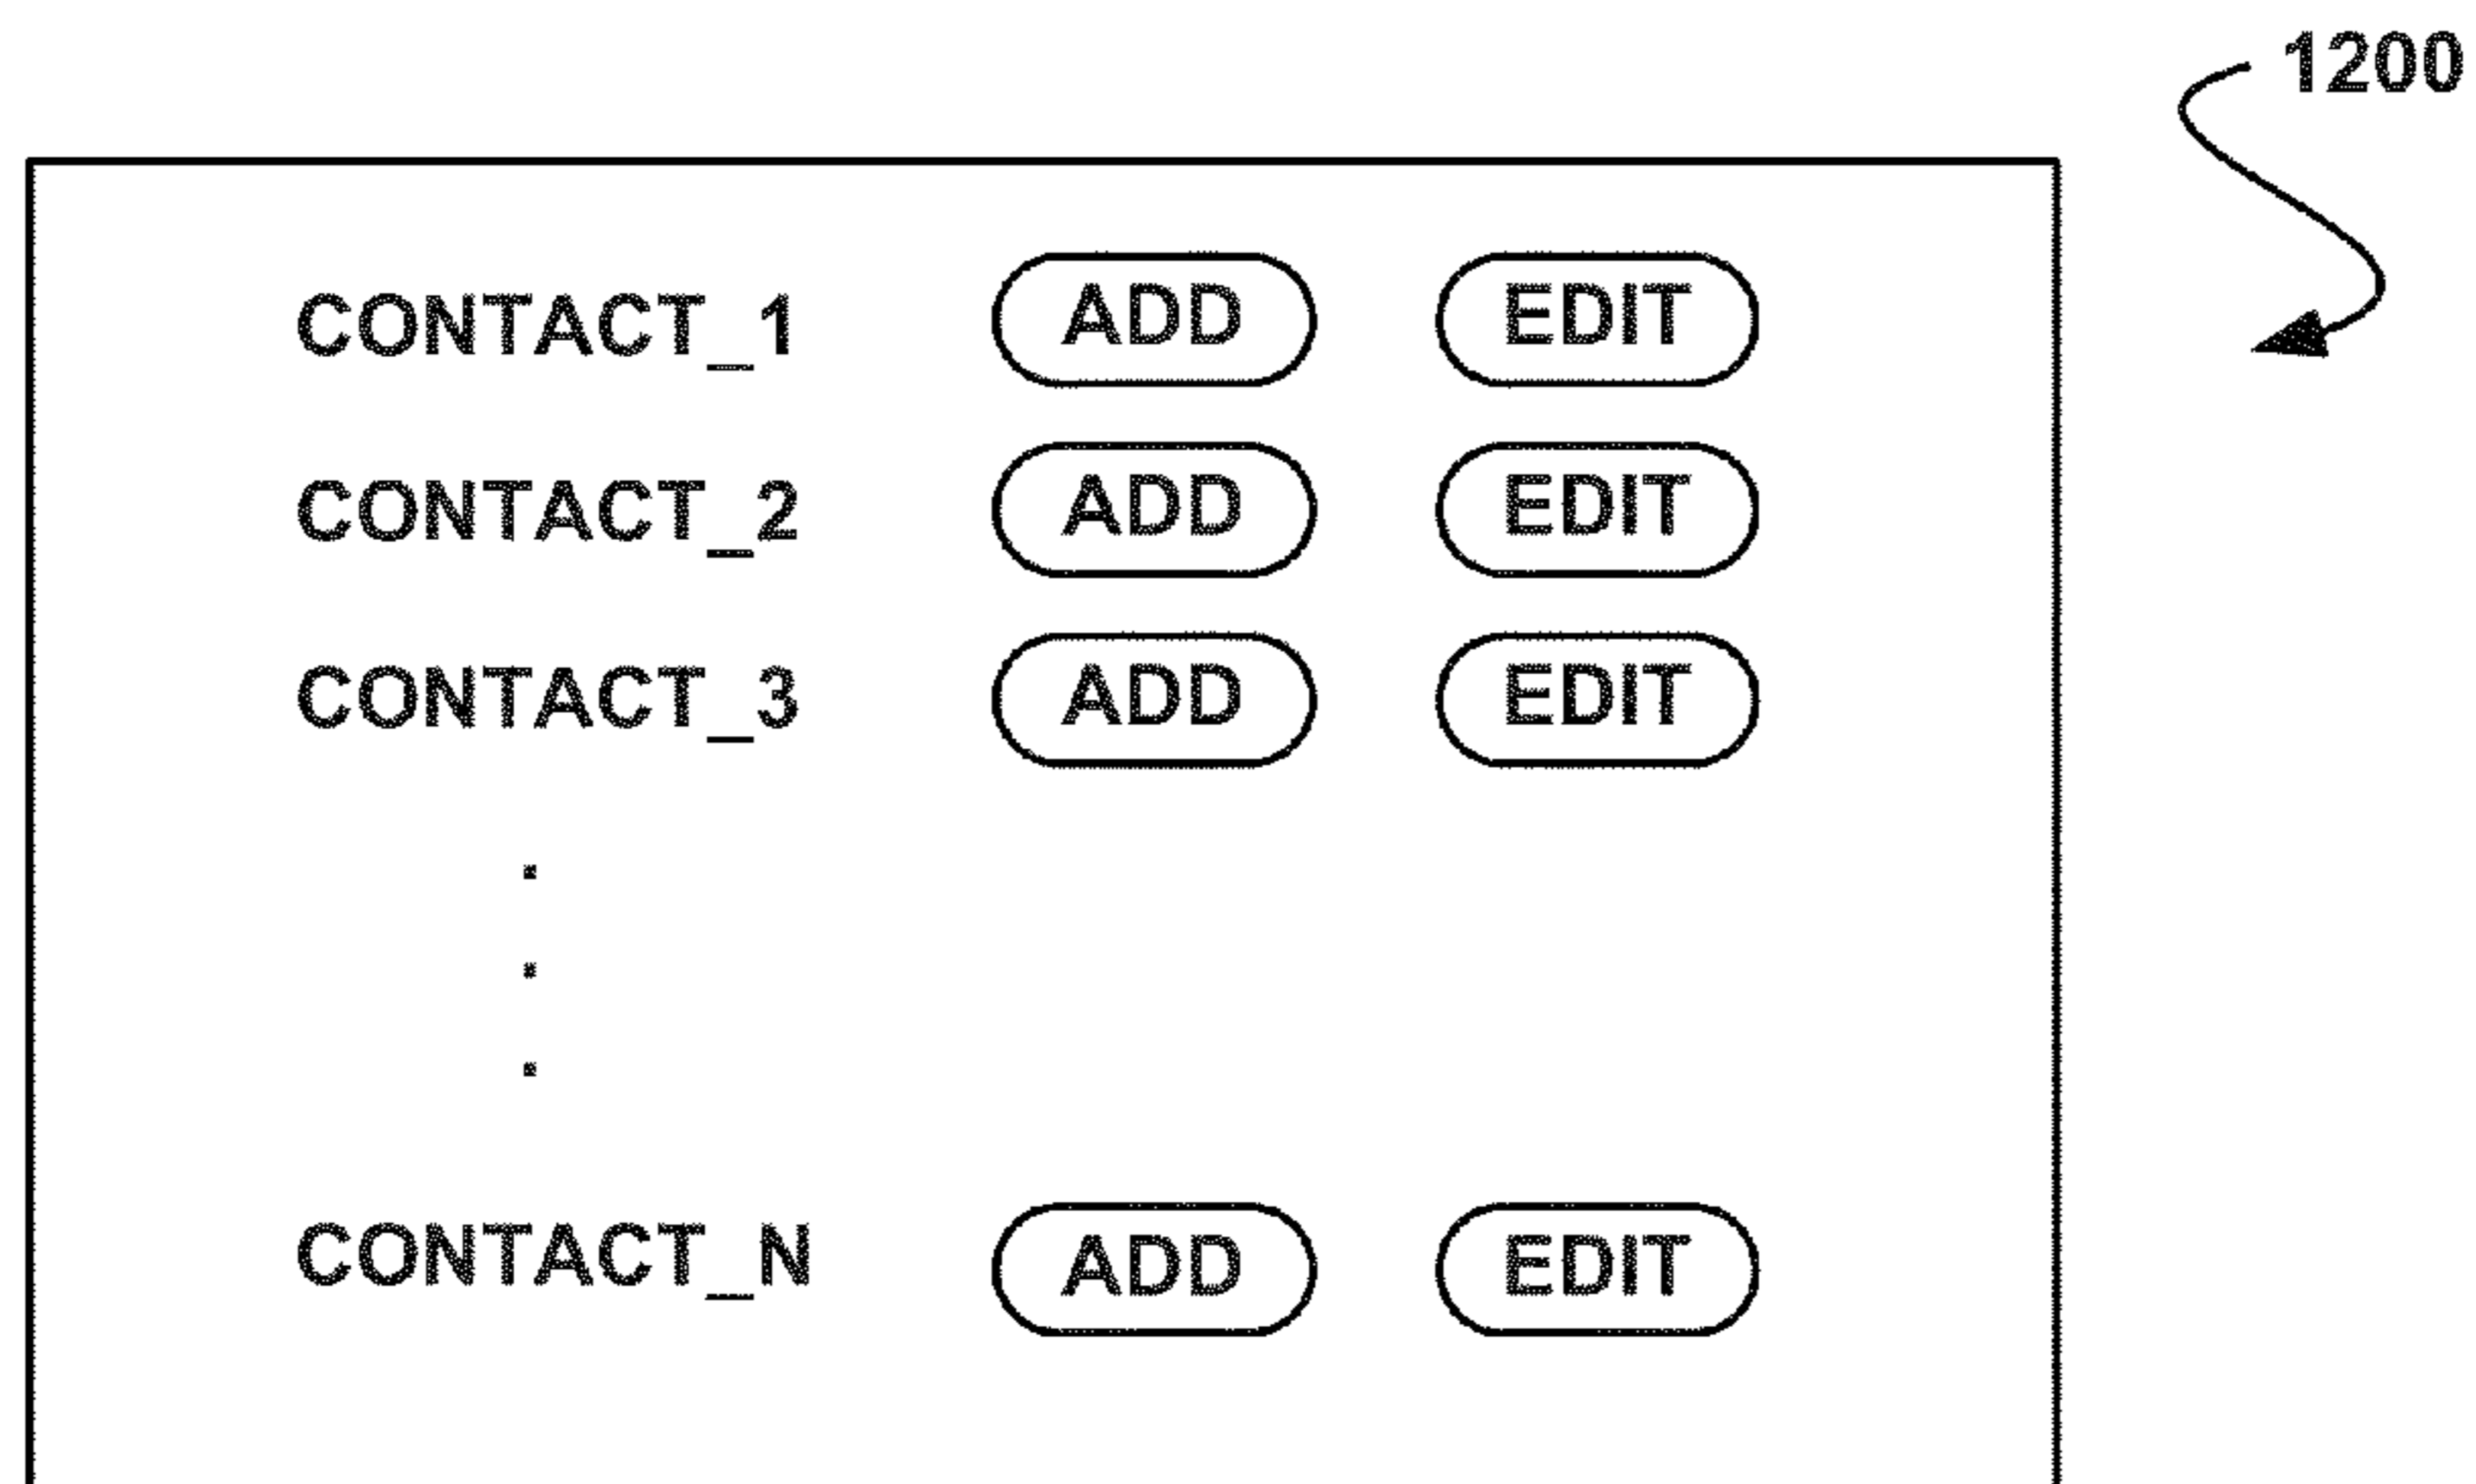 1200
CONTACT_1 ADD EDIT
CONTACT_2 ADD EDIT
CONTACT_3 ADD EDIT
.
.
.
CONTACT_N ADD EDIT